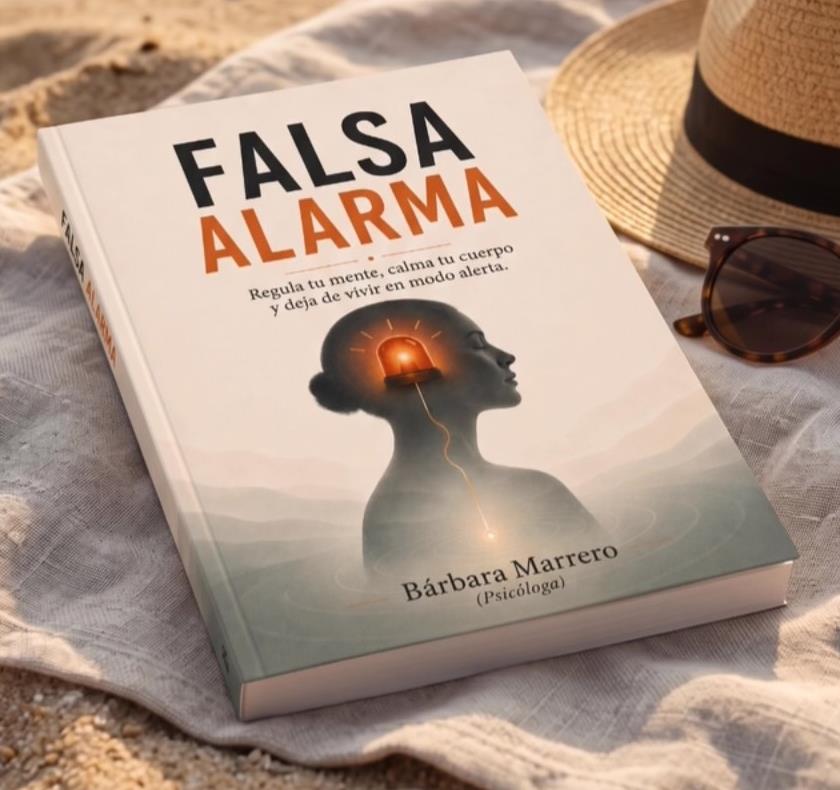 FALSA
ALARMA
Regula tu mente, calma tu cuerpo
y deja de vivir en modo alerta.
Bárbara Marrero
(Psicóloga)
FALSA ALARMA